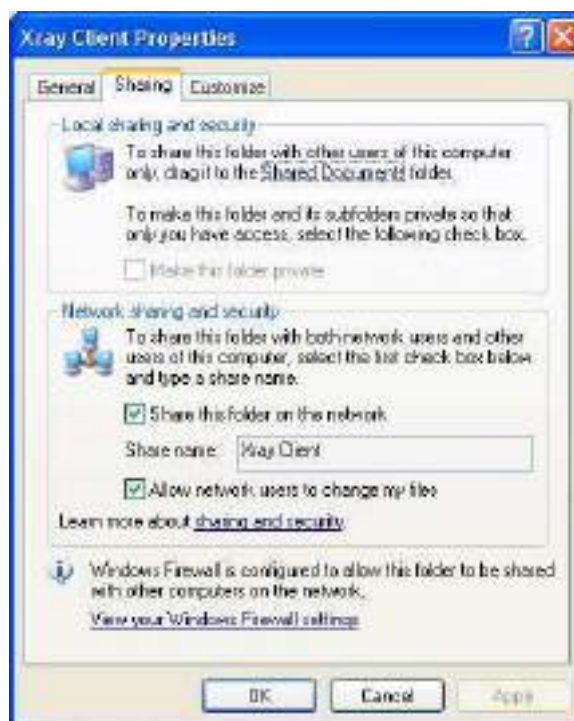 Xray Client Properties
General Sharing Customize
Local sharing and security
To share this folder with other users of this computer
only, drag it to the Shared Documents folder.
To make this folder and its subfolders private so that
only you have access, select the following check box.
Make this folder private
Network sharing and security
To share this folder with both network users and other
users of this computer, select the first check box below
and type a share name.
Share this folder on the network
Share name: Xray Client
Allow network users to change my files
Learn more about sharing and security.
Windows Firewall is configured to allow this folder to be shared
with other computers on the network.
View your Windows Firewall settings
OK Cancel Apply